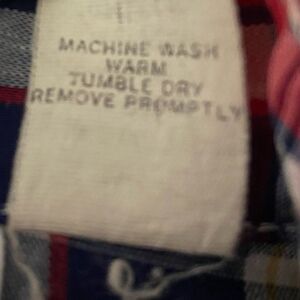 MACHINE WASH
WARM
TUMBLE DRY
REMOVE PROMPTLY